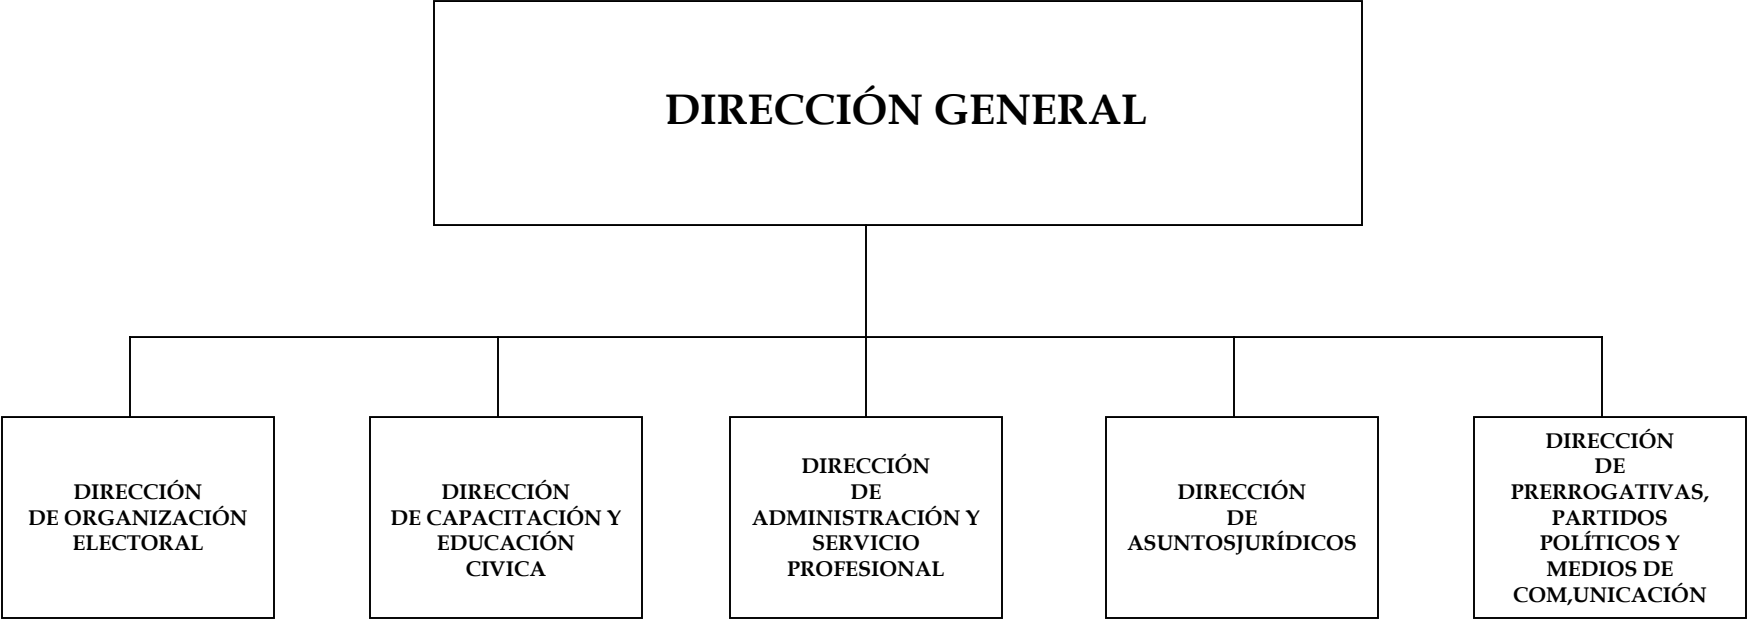 DIRECCIÓN GENERAL
DIRECCIÓN
DE ORGANIZACIÓN
ELECTORAL
DIRECCIÓN
DE CAPACITACIÓN Y
EDUCACIÓN
CIVICA
DIRECCIÓN
DE
ADMINISTRACIÓN Y
SERVICIO
PROFESIONAL
DIRECCIÓN
DE
ASUNTOSJURÍDICOS
DIRECCIÓN
DE
PRERROGATIVAS,
PARTIDOS
POLÍTICOS Y
MEDIOS DE
COM,UNICACIÓN